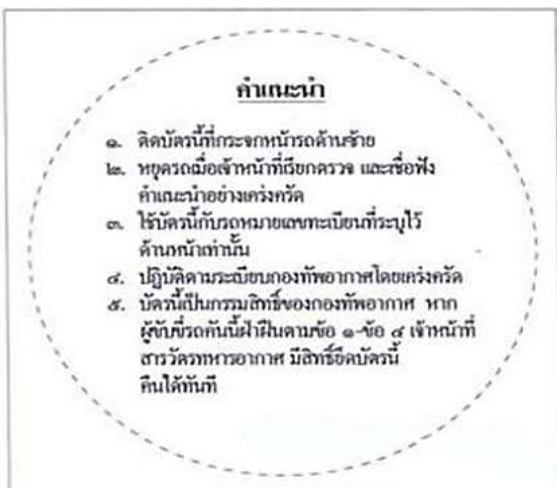 คำแนะนำ
๑. ติดบัตรนี้ที่กระจกหน้ารถด้านซ้าย
๒. หยุดรถเมื่อเจ้าหน้าที่เรียกตรวจ และเชื่อฟัง
คำแนะนำอย่างเคร่งครัด
๓. ใช้บัตรนี้กับรถหมายเลขทะเบียนที่ระบุไว้
ด้านหน้าเท่านั้น
๔. ปฏิบัติตามระเบียบกองทัพอากาศโดยเคร่งครัด
๕. บัตรนี้เป็นกรรมสิทธิ์ของกองทัพอากาศ หาก
ผู้ขับขี่รถคันนี้ฝ่าฝืนตามข้อ ๑-ข้อ ๔ เจ้าหน้าที่
สารวัตรทหารอากาศ มีสิทธิ์ยึดบัตรนี้
คืนได้ทันที